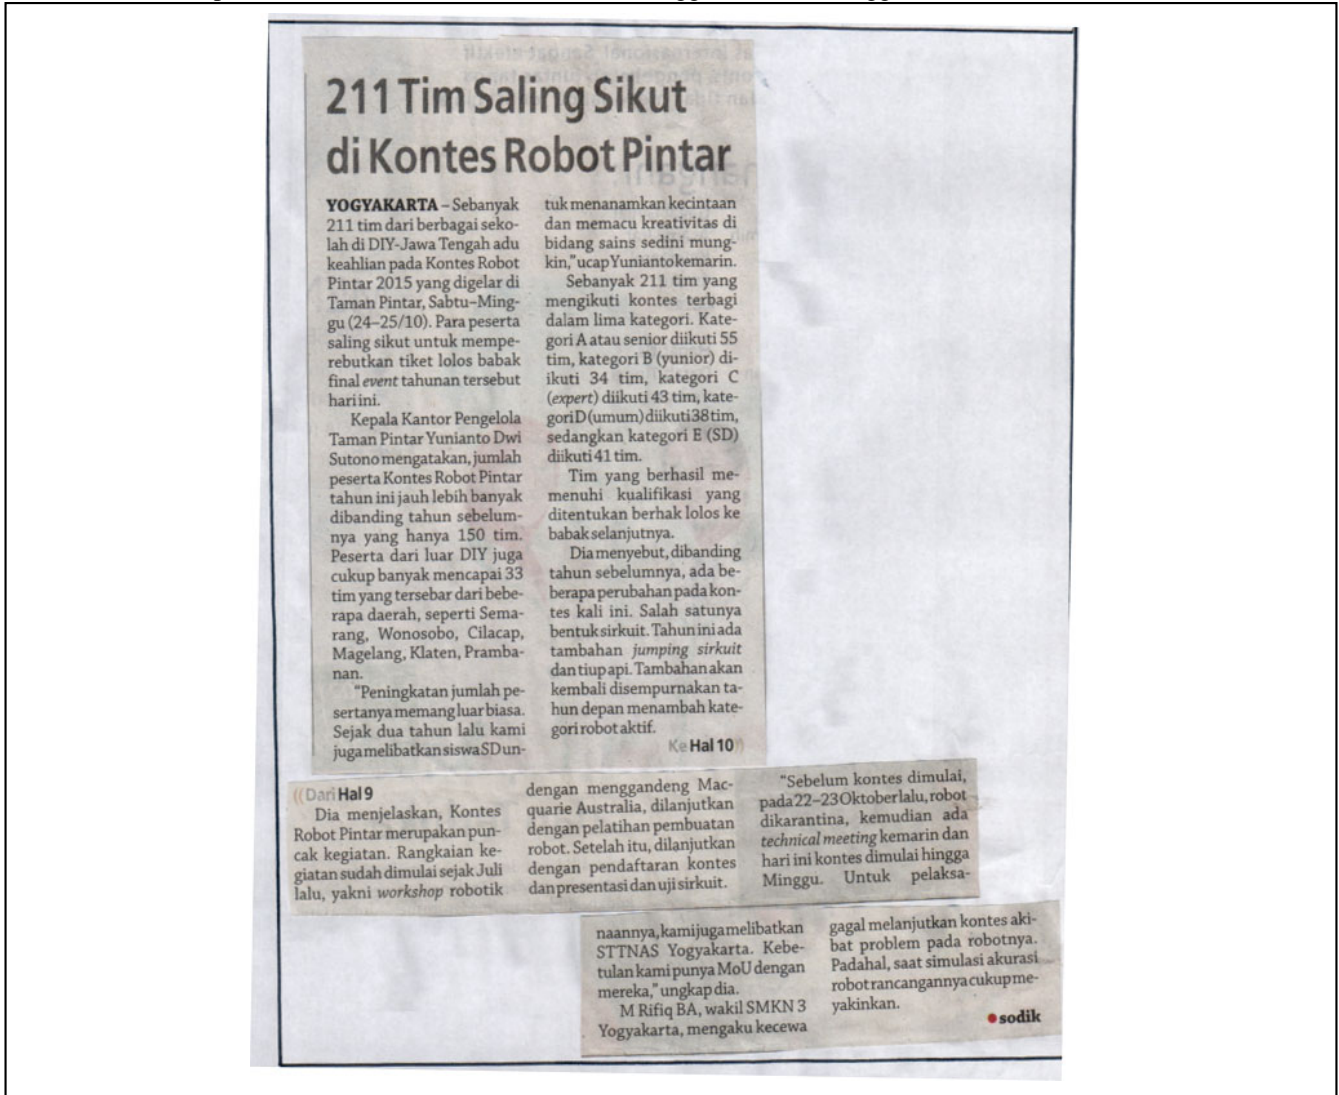 211 Tim Saling Sikut
di Kontes Robot Pintar
YOGYAKARTA – Sebanyak
211 tim dari berbagai seko-
lah di DIY-Jawa Tengah adu
keahlian pada Kontes Robot
Pintar 2015 yang digelar di
Taman Pintar, Sabtu–Ming-
gu (24–25/10). Para peserta
saling sikut untuk mempe-
rebutkan tiket lolos babak
final event tahunan tersebut
hari ini.
Kepala Kantor Pengelola
Taman Pintar Yunianto Dwi
Sutono mengatakan, jumlah
peserta Kontes Robot Pintar
tahun ini jauh lebih banyak
dibanding tahun sebelum-
nya yang hanya 150 tim.
Peserta dari luar DIY juga
cukup banyak mencapai 33
tim yang tersebar dari bebe-
rapa daerah, seperti Sema-
rang, Wonosobo, Cilacap,
Magelang, Klaten, Pramba-
nan.
"Peningkatan jumlah pe-
sertanya memang luar biasa.
Sejak dua tahun lalu kami
juga melibatkan siswa SD un-
tuk menanamkan kecintaan
dan memacu kreativitas di
bidang sains sedini mung-
kin," ucap Yunianto kemarin.
Sebanyak 211 tim yang
mengikuti kontes terbagi
dalam lima kategori. Kate-
gori A atau senior diikuti 55
tim, kategori B (yunior) di-
ikuti 34 tim, kategori C
(expert) diikuti 43 tim, kate-
gori D (umum) diikuti 38 tim,
sedangkan kategori E (SD)
diikuti 41 tim.
Tim yang berhasil me-
menuhi kualifikasi yang
ditentukan berhak lolos ke
babak selanjutnya.
Dia menyebut, dibanding
tahun sebelumnya, ada be-
berapa perubahan pada kon-
tes kali ini. Salah satunya
bentuk sirkuit. Tahun ini ada
tambahan jumping sirkuit
dan tiup api. Tambahan akan
kembali disempurnakan ta-
hun depan menambah kate-
gori robot aktif.
Ke Hal 10
Dari Hal 9
Dia menjelaskan, Kontes
Robot Pintar merupakan pun-
cak kegiatan. Rangkaian ke-
giatan sudah dimulai sejak Juli
lalu, yakni workshop robotik
dengan menggandeng Mac-
quarie Australia, dilanjutkan
dengan pelatihan pembuatan
robot. Setelah itu, dilanjutkan
dengan pendaftaran kontes
dan presentasi dan uji sirkuit.
"Sebelum kontes dimulai,
pada 22–23 Oktober lalu, robot
dikarantina, kemudian ada
technical meeting kemarin dan
hari ini kontes dimulai hingga
Minggu. Untuk pelaksa-
naannya, kami juga melibatkan
STTNAS Yogyakarta. Kebe-
tulan kami punya MoU dengan
mereka," ungkap dia.
M Rifiq BA, wakil SMKN 3
Yogyakarta, mengaku kecewa
gagal melanjutkan kontes aki-
bat problem pada robotnya.
Padahal, saat simulasi akurasi
robot rancangannya cukup me-
yakinkan.
● sodik